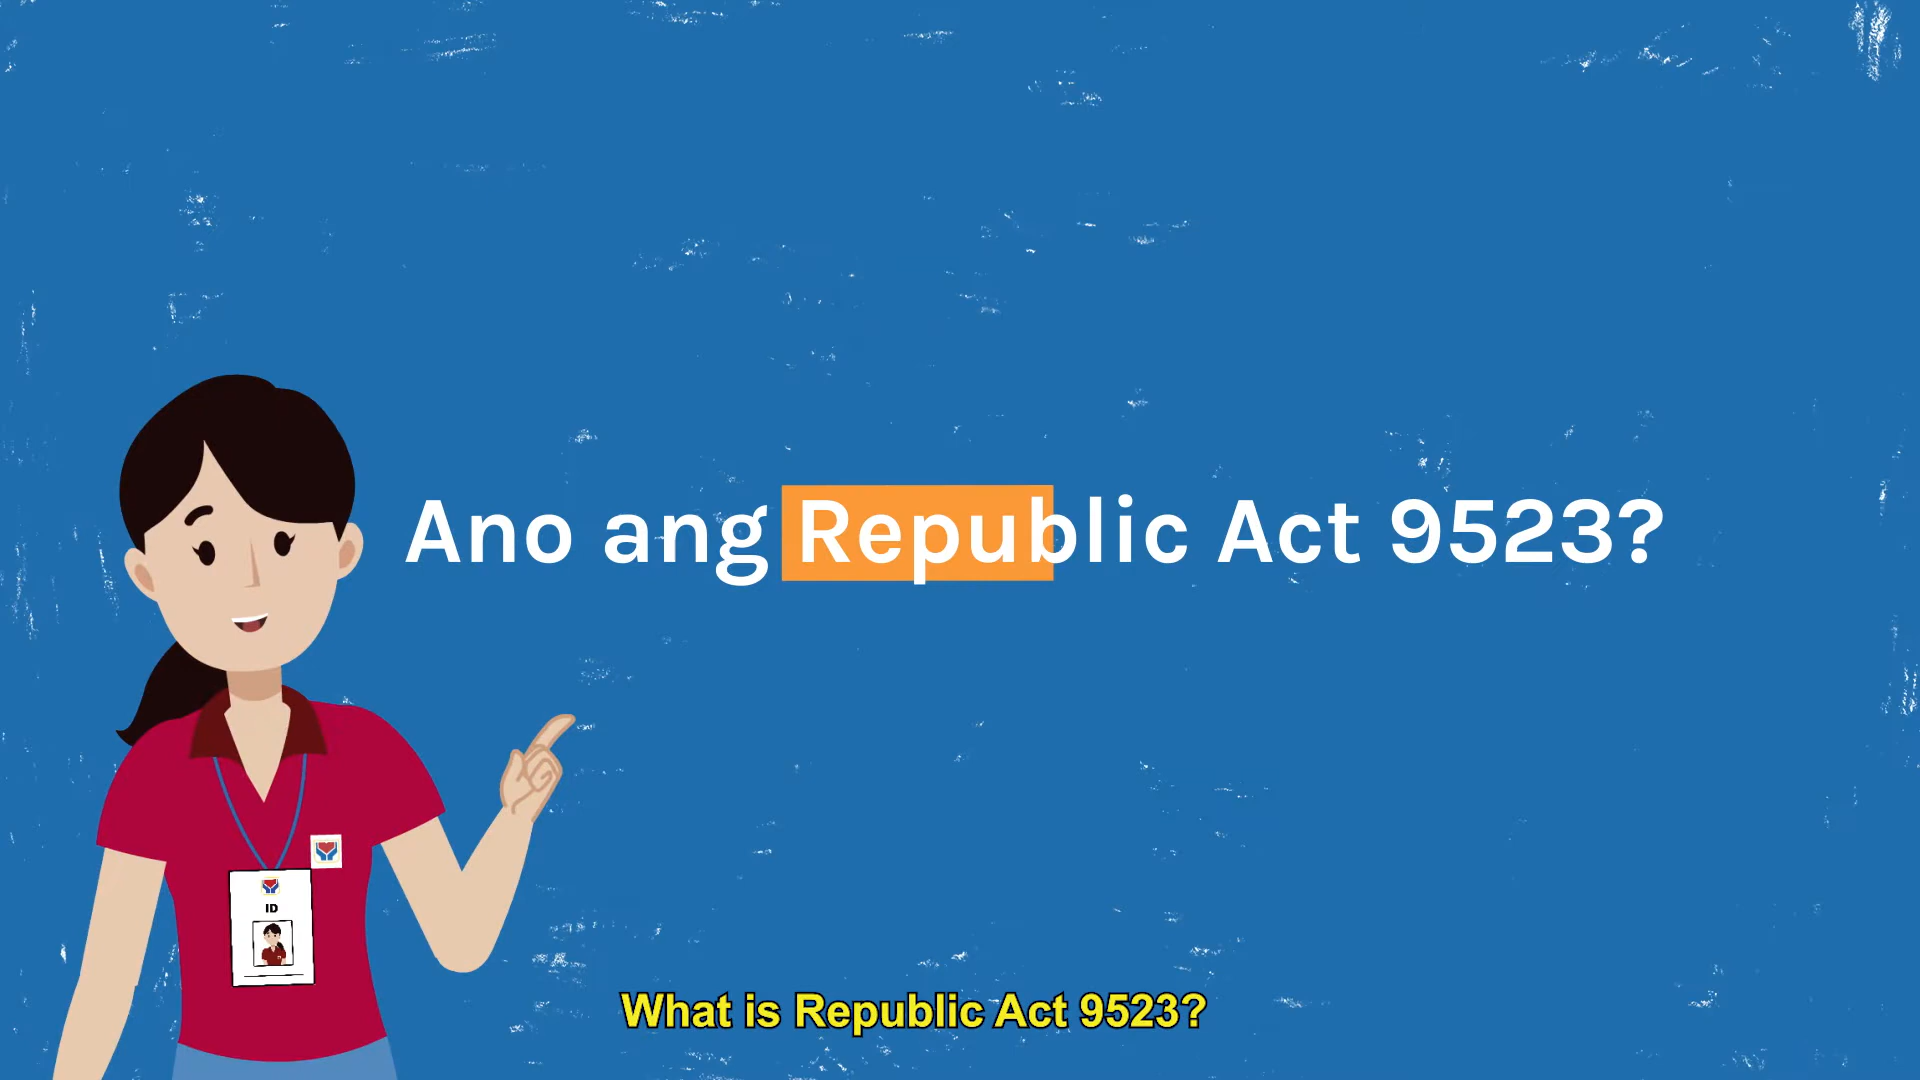 Ano ang Republic Act 9523?
ID
What is Republic Act 9523?